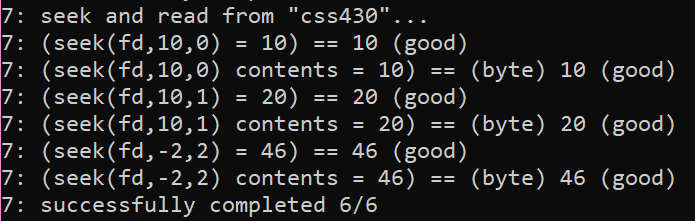 7: seek and read from "css430"...
7: (seek(fd,10,0) = 10) == 10 (good)
7: (seek(fd,10,0) contents = 10) == (byte) 10 (good)
7: (seek(fd,10,1) = 20) == 20 (good)
7: (seek(fd,10,1) contents = 20) == (byte) 20 (good)
7: (seek(fd,-2,2) = 46) == 46 (good)
7: (seek(fd,-2,2) contents = 46) == (byte) 46 (good)
7: successfully completed 6/6